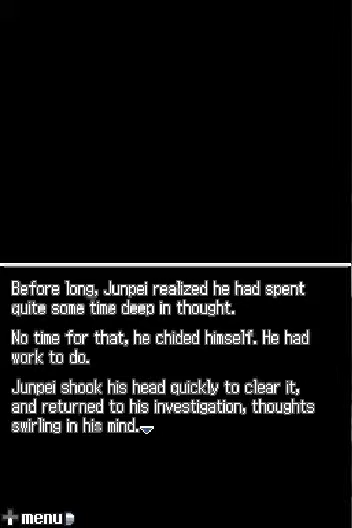 Before long, Junpei realized he had spent
quite some time deep in thought.
No time for that, he chided himself. He had
work to do.
Junpei shook his head quickly to clear it,
and returned to his investigation, thoughts
swirling in his mind.
menu